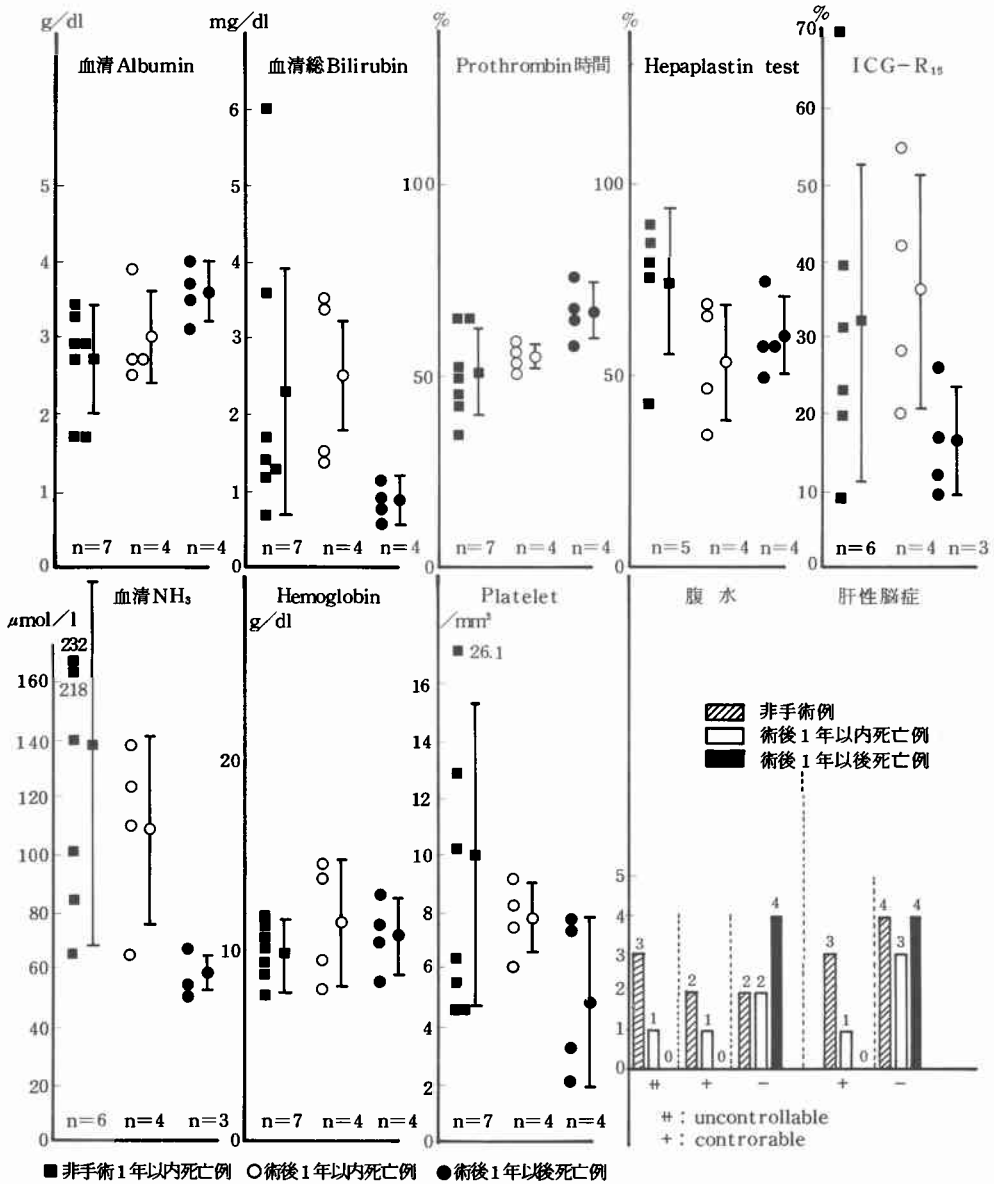 g/dl
血清Albumin
5
4
3
2
1
0
n=7 n=4 n=4
mg/dl
血清総Bilirubin
6
5
4
3
2
1
0
n=7 n=4 n=4
%
Prothrombin時間
100
50
0
n=7 n=4 n=4
%
Hepaplastin test
100
50
0
n=5 n=4 n=4
%
70
ICG-R₁₅
60
50
40
30
20
10
0
n=6 n=4 n=3
血清NH₃
μmol/l
232
218
160
140
120
100
80
60
40
20
0
n=6 n=4 n=3
Hemoglobin
g/dl
20
10
0
n=7 n=4 n=4
Platelet
/mm³
26.1
16
14
12
10
8
6
4
2
0
n=7 n=4 n=4
腹水 肝性脳症
非手術例
術後1年以内死亡例
術後1年以後死亡例
5
4
3
2
1
0
3 1 0 2 1 0 2 2 4 3 1 0 4 3 4
⧺ + − + −
⧺: uncontrollable
+: controrable
■ 非手術1年以内死亡例 ○術後1年以内死亡例 ●術後1年以後死亡例